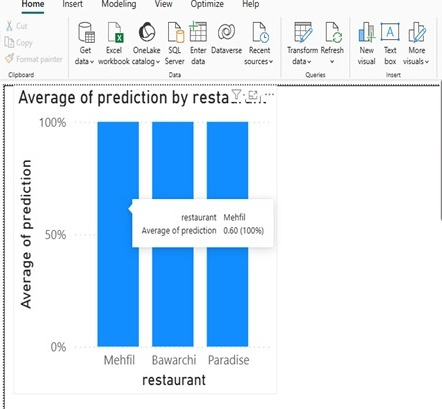 Home Insert Modeling View Optimize Help
Cut
Copy
Format painter
Clipboard
Get data
Excel workbook
OneLake catalog
SQL Server
Enter data
Dataverse
Recent sources
Data
Transform data
Refresh
Queries
New visual
Text box
More visuals
Insert
Average of prediction by
100%
50%
0%
Average of prediction
restaurant Mehfil
Average of prediction 0.60 (100%)
Mehfil Bawarchi Paradise
restaurant